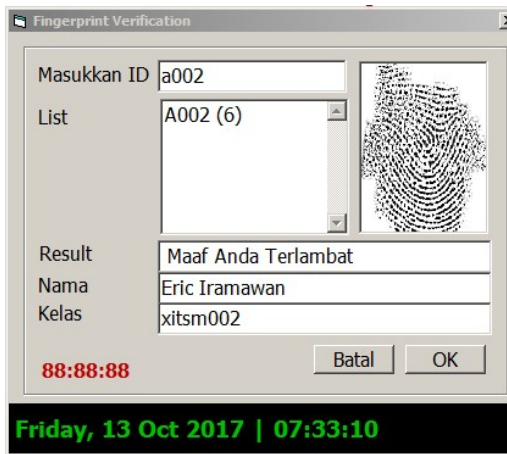 Fingerprint Verification
Masukkan ID a002
List A002 (6)
Result Maaf Anda Terlambat
Nama Eric Iramawan
Kelas xitsm002
88:88:88 Batal OK
Friday, 13 Oct 2017 | 07:33:10